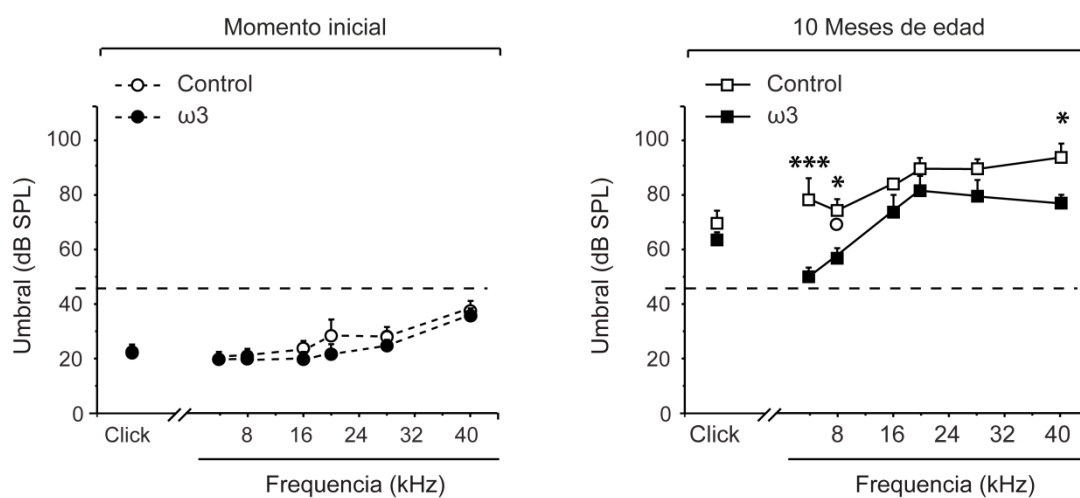 Momento inicial
Control
ω3
Umbral (dB SPL)
100
80
60
40
20
0
Click
8
16
24
32
40
Frequencia (kHz)
10 Meses de edad
Control
ω3
Umbral (dB SPL)
100
80
60
40
20
0
***
*
*
Click
8
16
24
32
40
Frequencia (kHz)